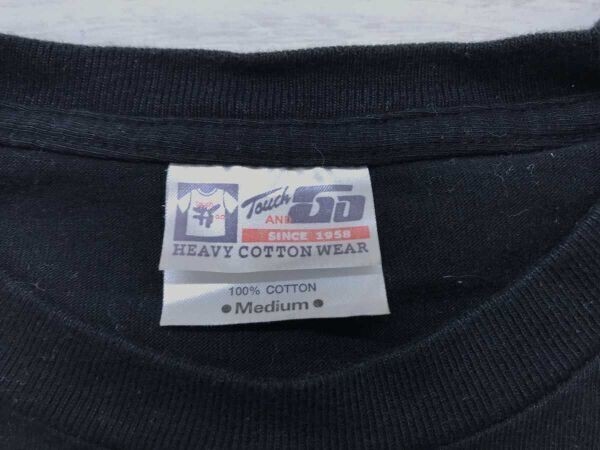 Touch
AND GO
SINCE 1958
HEAVY COTTON WEAR
100% COTTON
•Medium•